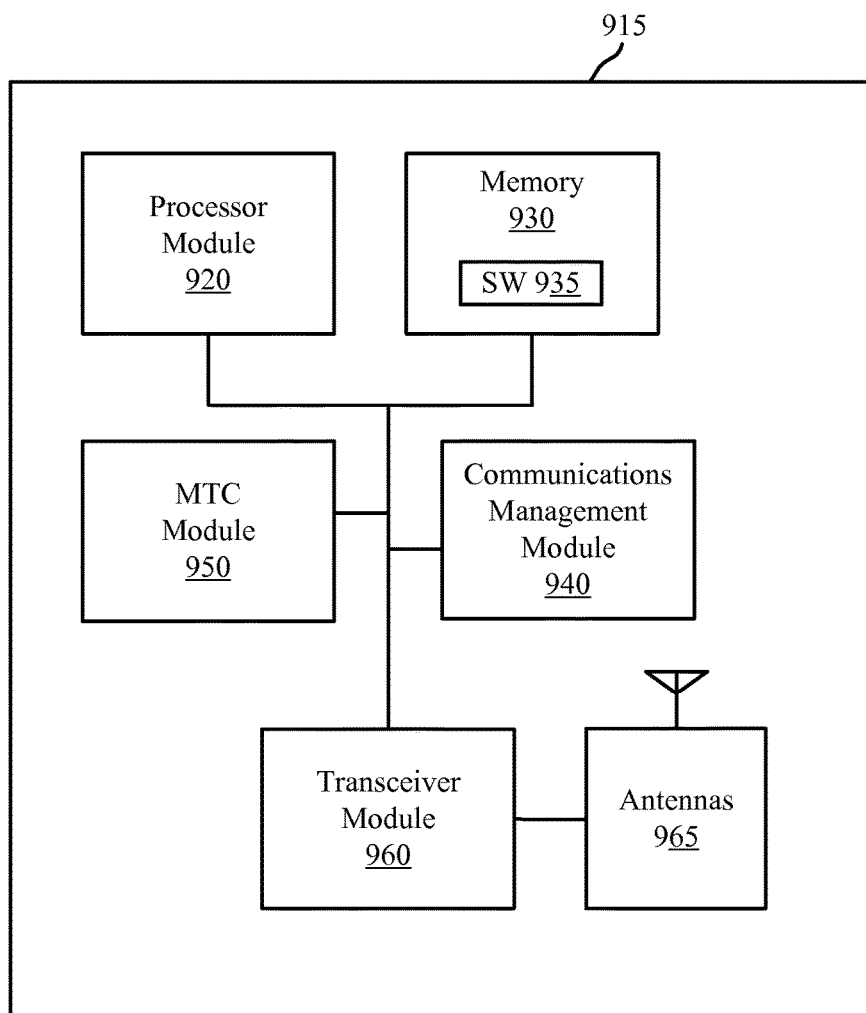 915
Processor
Module
920
Memory
930
SW 935
MTC
Module
950
Communications
Management
Module
940
Transceiver
Module
960
Antennas
965